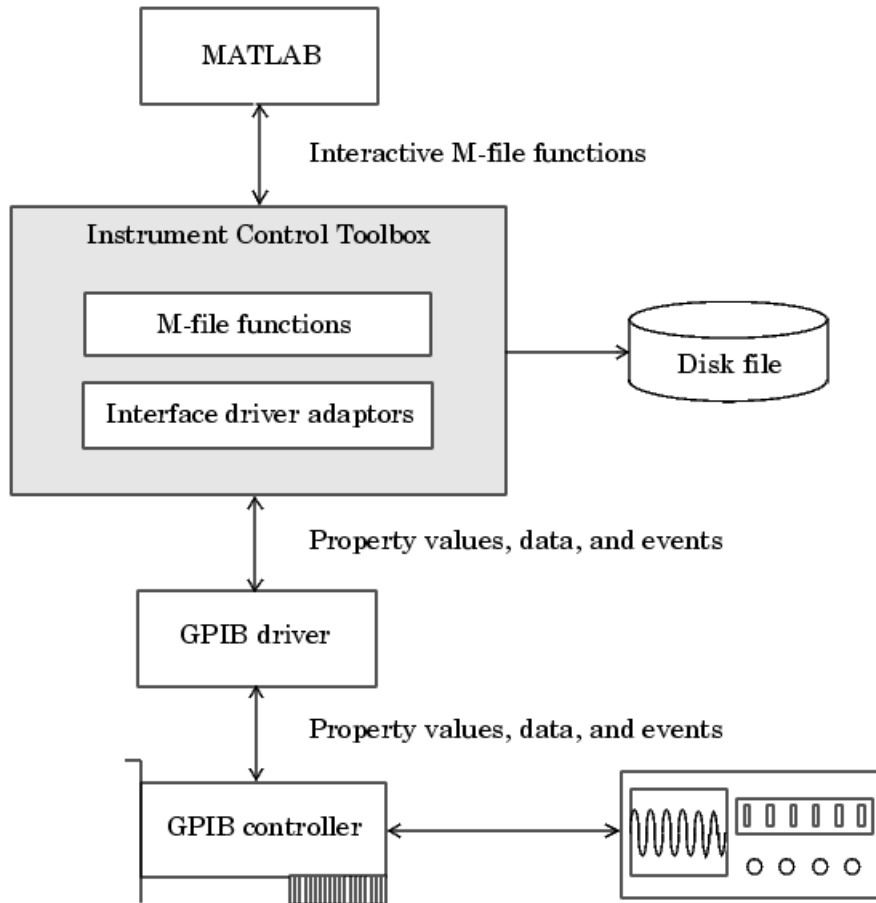 MATLAB
Interactive M-file functions
Instrument Control Toolbox
M-file functions
Interface driver adaptors
Disk file
Property values, data, and events
GPIB driver
Property values, data, and events
GPIB controller